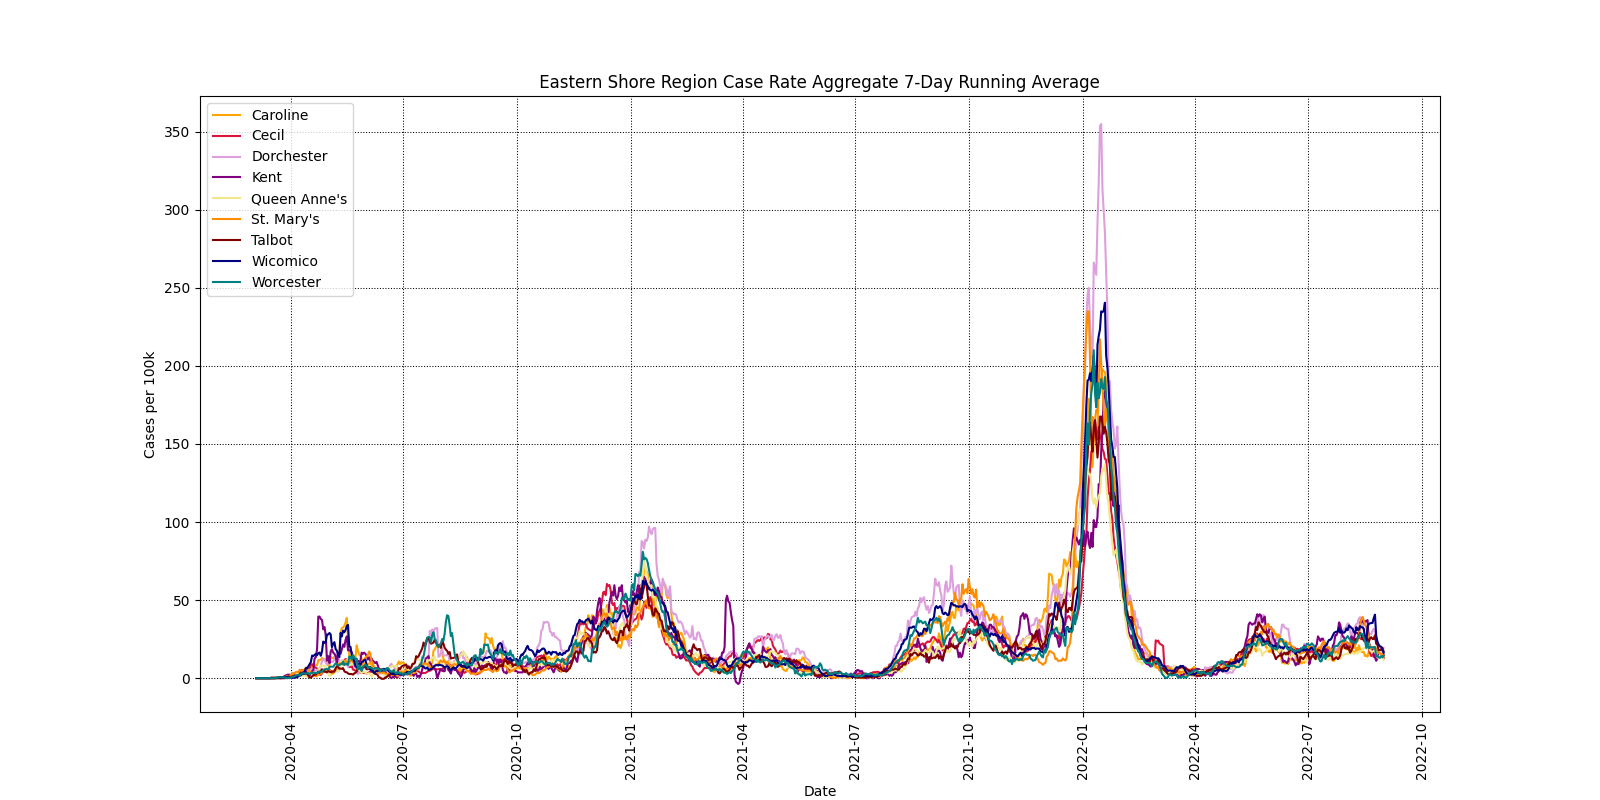 Eastern Shore Region Case Rate Aggregate 7-Day Running Average
Caroline
Cecil
Dorchester
Kent
Queen Anne's
St. Mary's
Talbot
Wicomico
Worcester
350
300
250
200
150
100
50
0
Cases per 100k
2020-04
2020-07
2020-10
2021-01
2021-04
2021-07
2021-10
2022-01
2022-04
2022-07
2022-10
Date